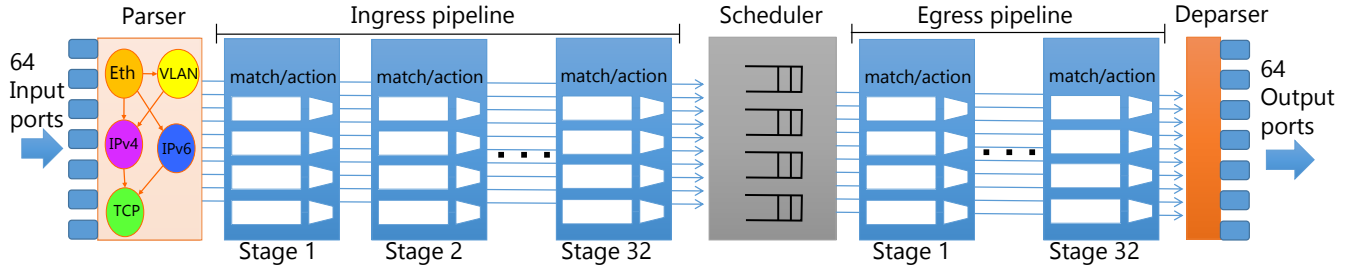 Parser
Ingress pipeline
Scheduler
Egress pipeline
Deparser
64
Input
ports
Eth
VLAN
IPv4
IPv6
TCP
match/action
match/action
match/action
match/action
match/action
64
Output
ports
Stage 1
Stage 2
Stage 32
Stage 1
Stage 32